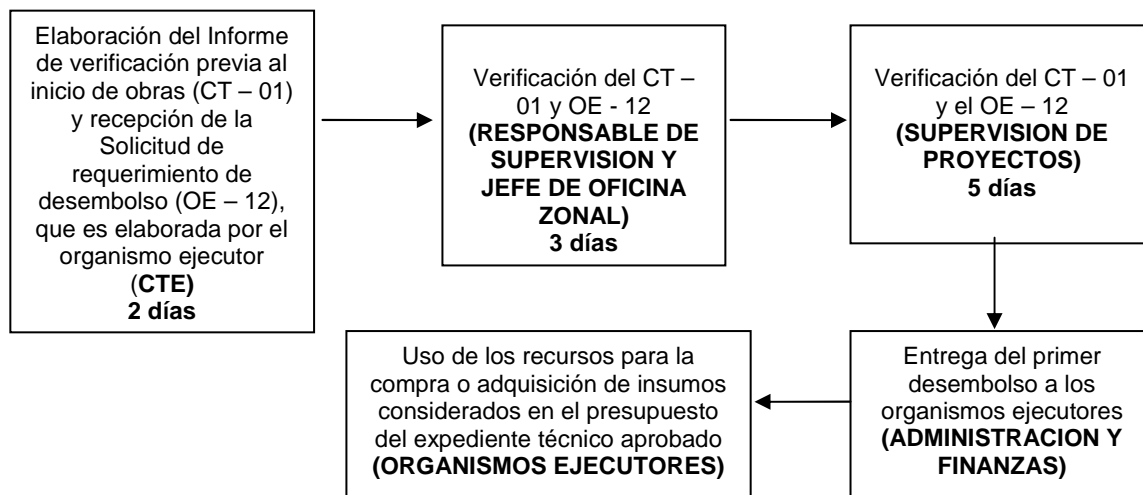 Elaboración del Informe
de verificación previa al
inicio de obras (CT – 01)
y recepción de la
Solicitud de
requerimiento de
desembolso (OE – 12),
que es elaborada por el
organismo ejecutor
(CTE)
2 días
Verificación del CT –
01 y OE - 12
(RESPONSABLE DE
SUPERVISION Y
JEFE DE OFICINA
ZONAL)
3 días
Verificación del CT – 01
y el OE – 12
(SUPERVISION DE
PROYECTOS)
5 días
Entrega del primer
desembolso a los
organismos ejecutores
(ADMINISTRACION Y
FINANZAS)
Uso de los recursos para la
compra o adquisición de insumos
considerados en el presupuesto
del expediente técnico aprobado
(ORGANISMOS EJECUTORES)